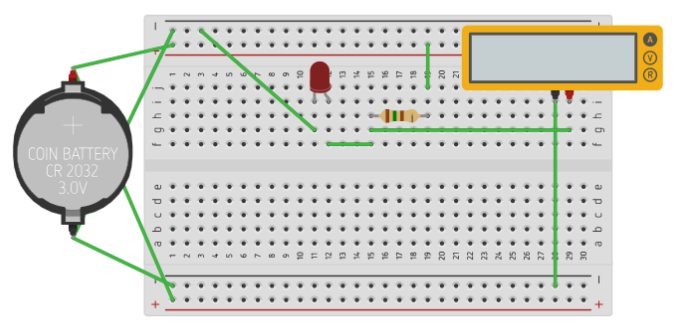 − −
+ +
1 2 3 4 5 6 7 8 9 10 11 12 13 14 15 16 17 18 19 20 21
A
V
R
j
i i
h h
g g
f f
COIN BATTERY
CR 2032
3.0V
e e
d d
c c
b b
a a
1 2 3 4 5 6 7 8 9 10 11 12 13 14 15 16 17 18 19 20 21 22 23 24 25 26 27 28 29 30
− −
+ +